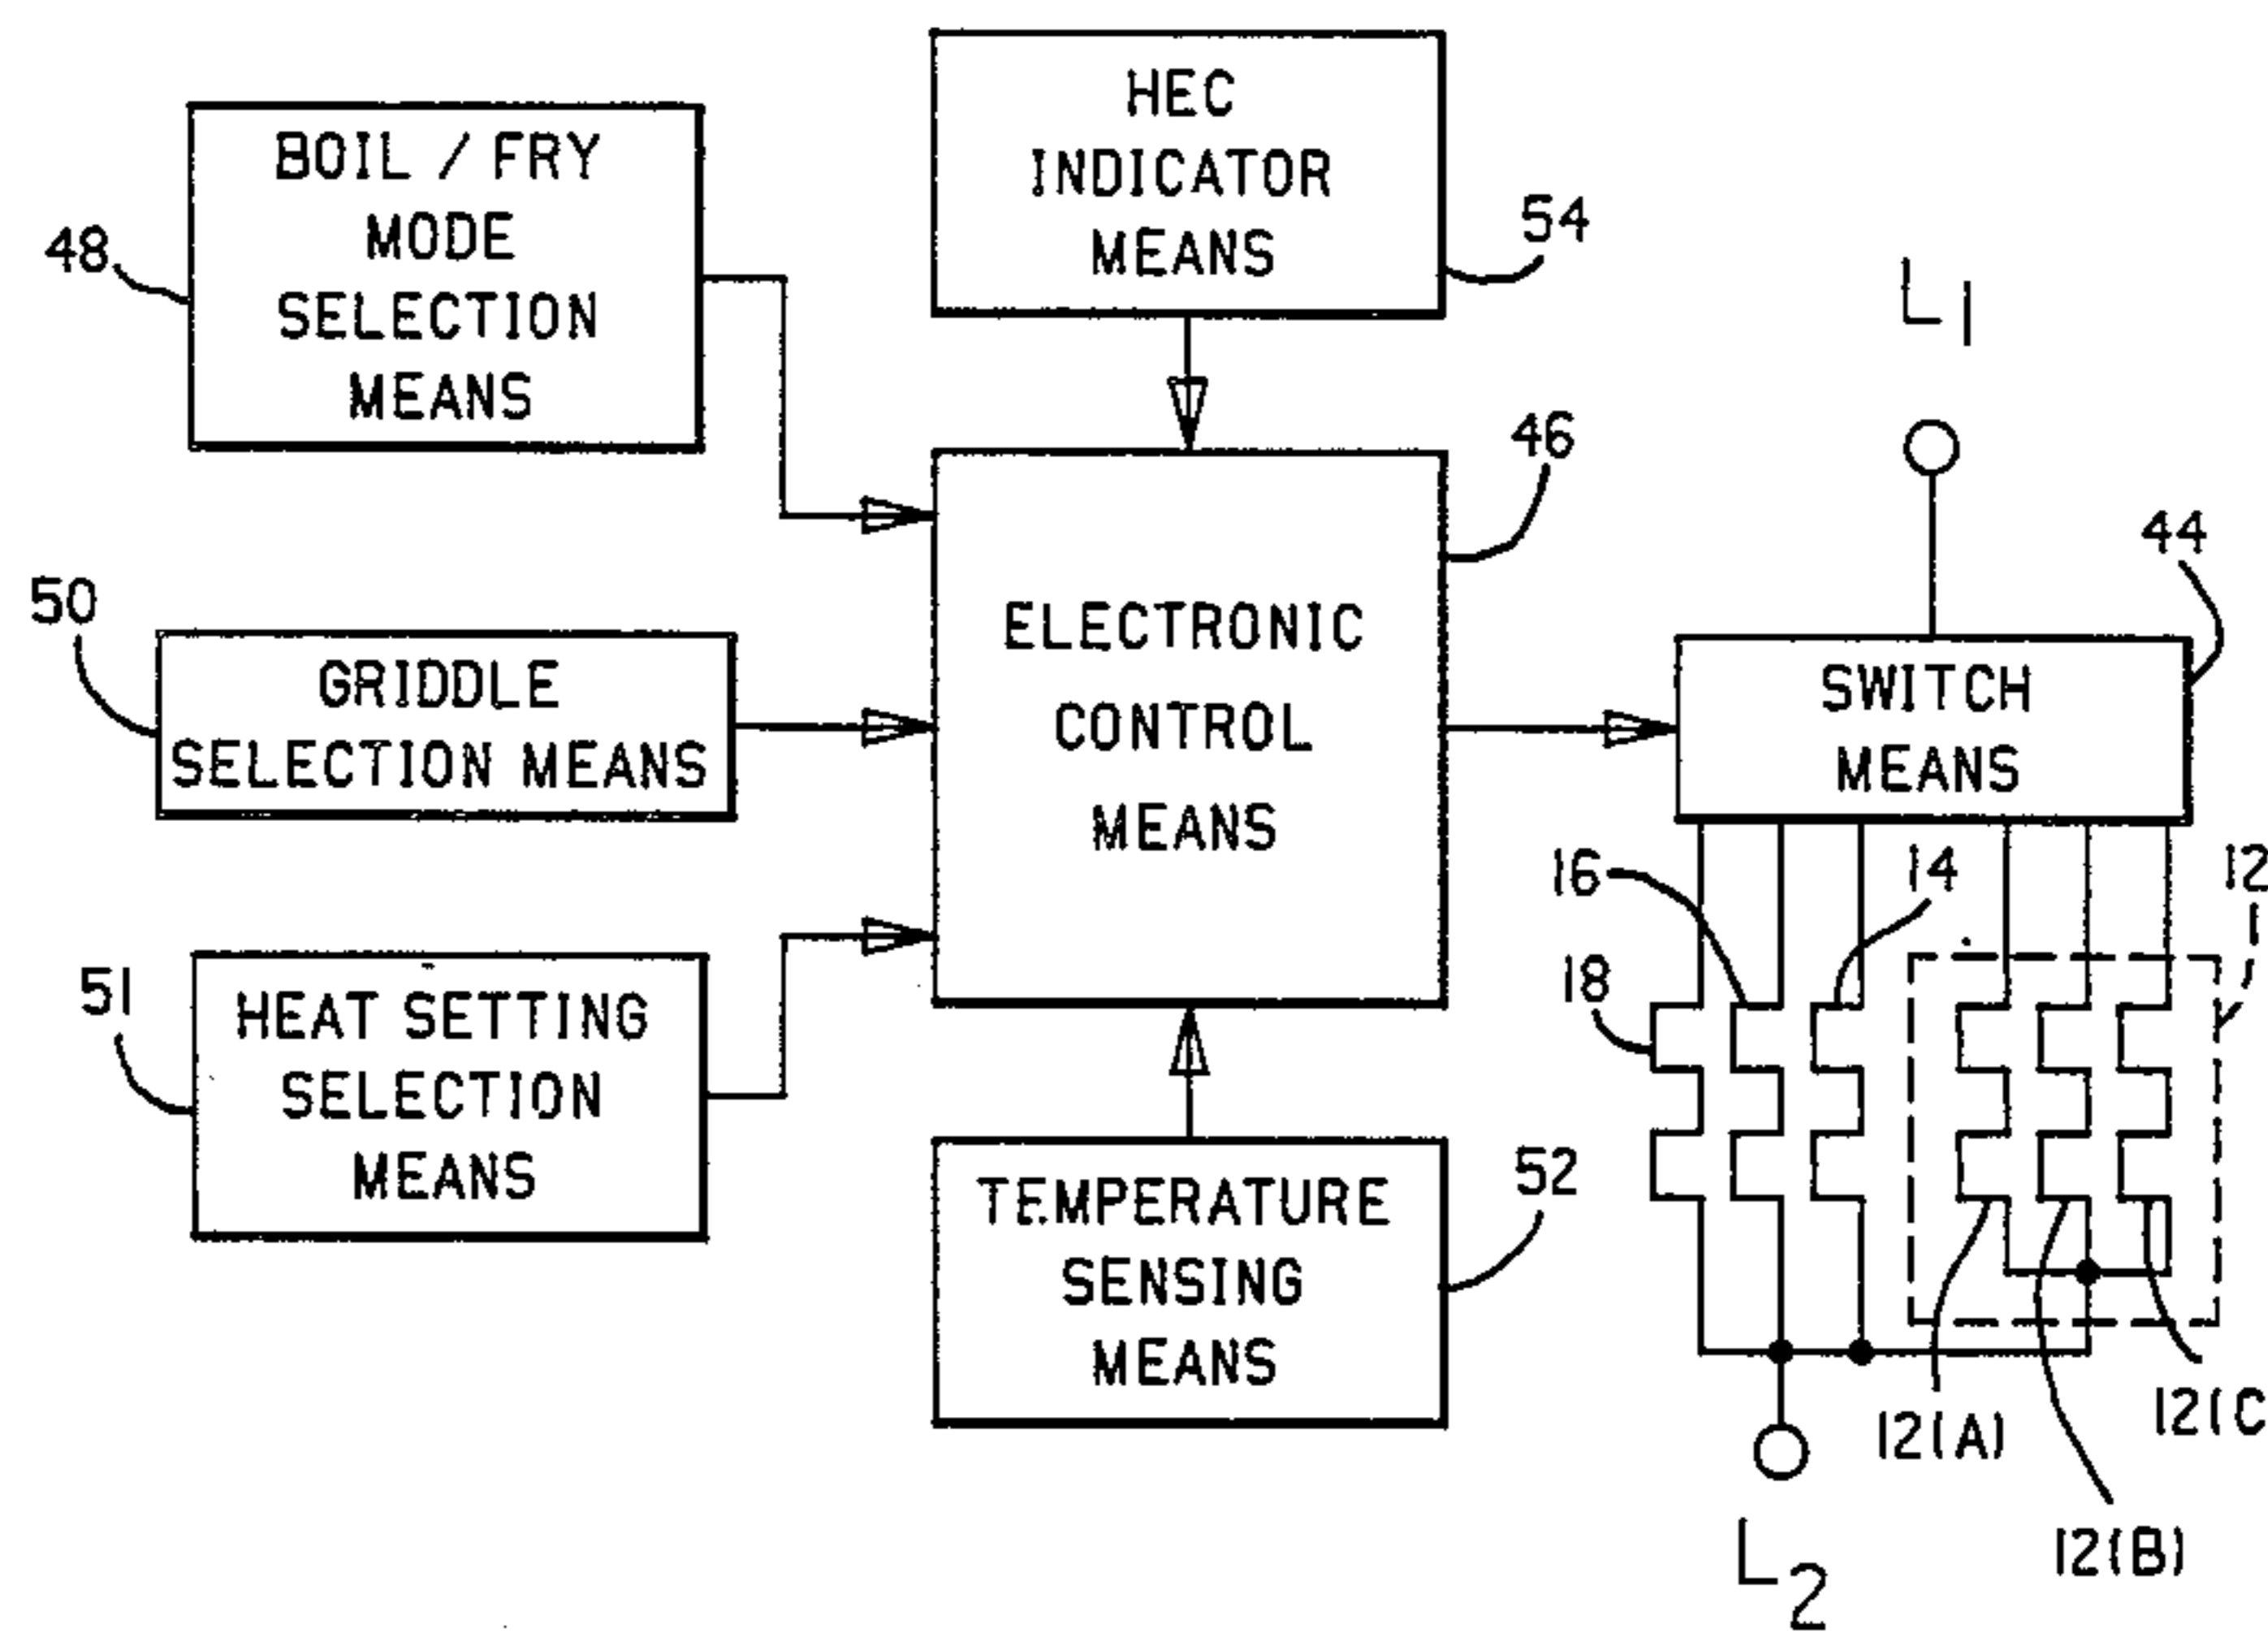 HEC
INDICATOR
MEANS
54
BOIL / FRY
MODE
SELECTION
MEANS
48
L1
46
44
50
GRIDDLE
SELECTION MEANS
ELECTRONIC
CONTROL
MEANS
SWITCH
MEANS
16
14
12
18
51
HEAT SETTING
SELECTION
MEANS
52
TEMPERATURE
SENSING
MEANS
12(A)
12(C
12(B)
L2